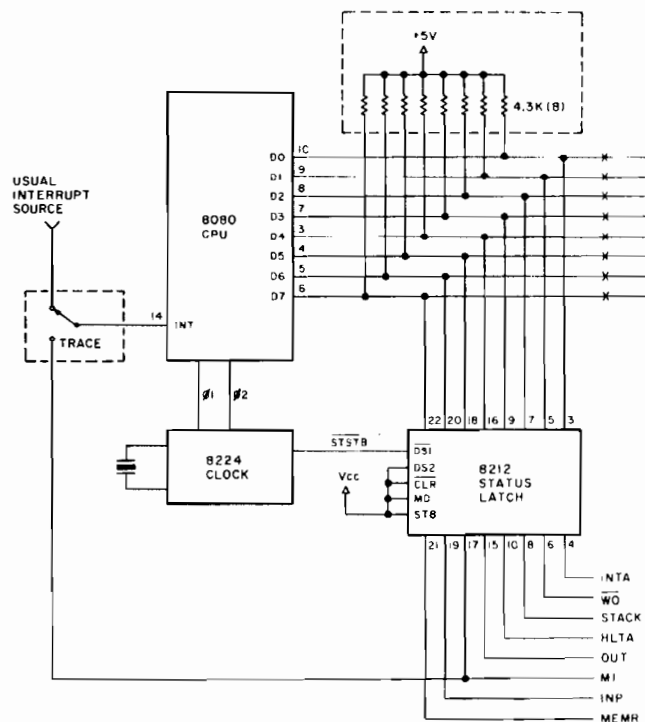 +5V
4.3K (8)
USUAL
INTERRUPT
SOURCE
8080
CPU
D0 10
D1 9
D2 8
D3 7
D4 3
D5 4
D6 5
D7 6
14 INT
TRACE
ø1 ø2
8224
CLOCK
STSTB
Vcc
22 20 18 16 9 7 5 3
DS1
DS2
CLR
MD
STB
8212
STATUS
LATCH
21 19 17 15 10 8 6 4
INTA
WO
STACK
HLTA
OUT
M1
INP
MEMR